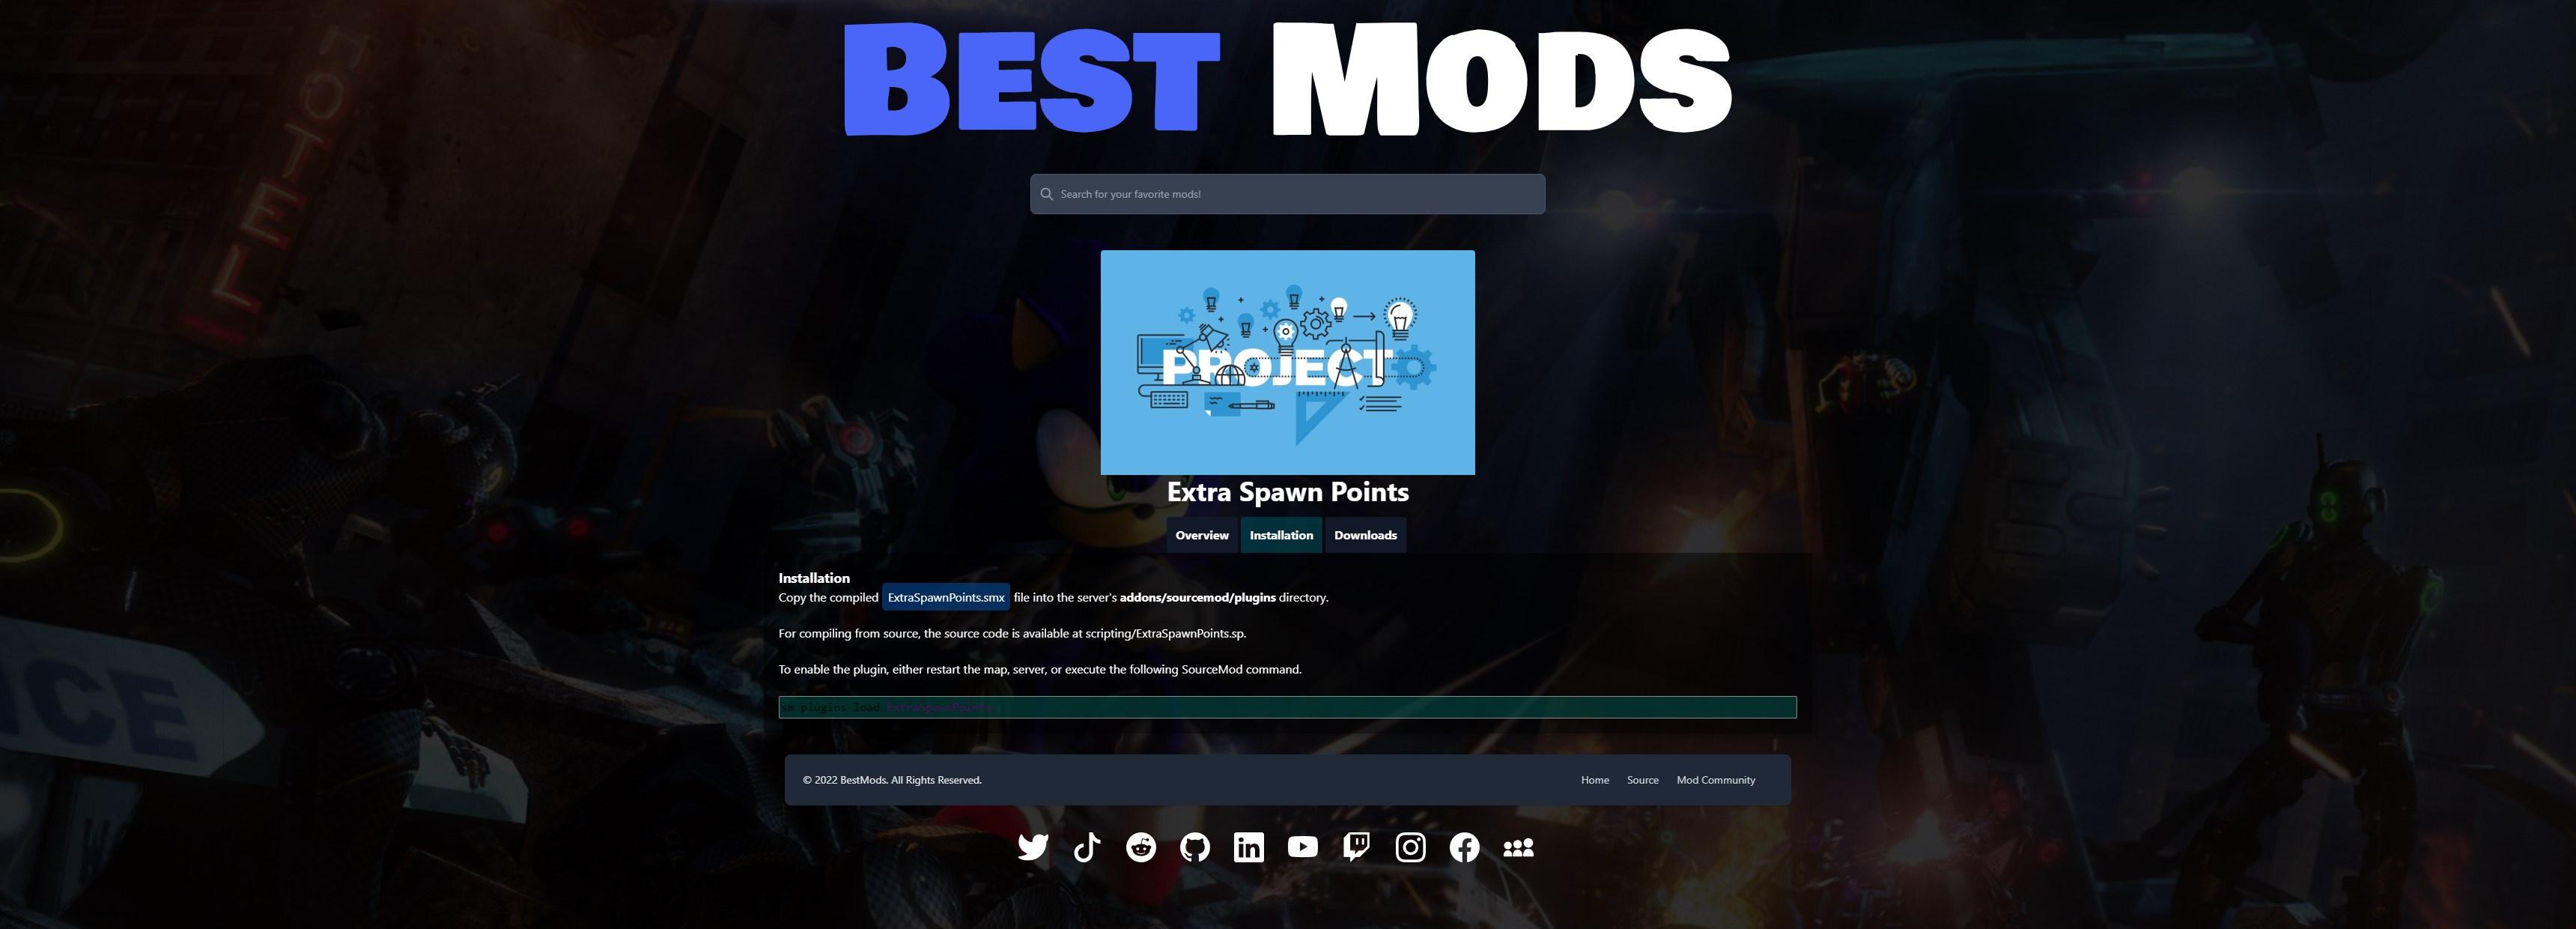 BEST MODS
Search for your favorite mods!
HOTEL
PROJECT
Extra Spawn Points
Overview Installation Downloads
Installation
Copy the compiled ExtraSpawnPoints.smx file into the server's addons/sourcemod/plugins directory.
For compiling from source, the source code is available at scripting/ExtraSpawnPoints.sp.
To enable the plugin, either restart the map, server, or execute the following SourceMod command.
sm plugins load ExtraSpawnPoints
ICE
© 2022 BestMods. All Rights Reserved.
Home Source Mod Community
in